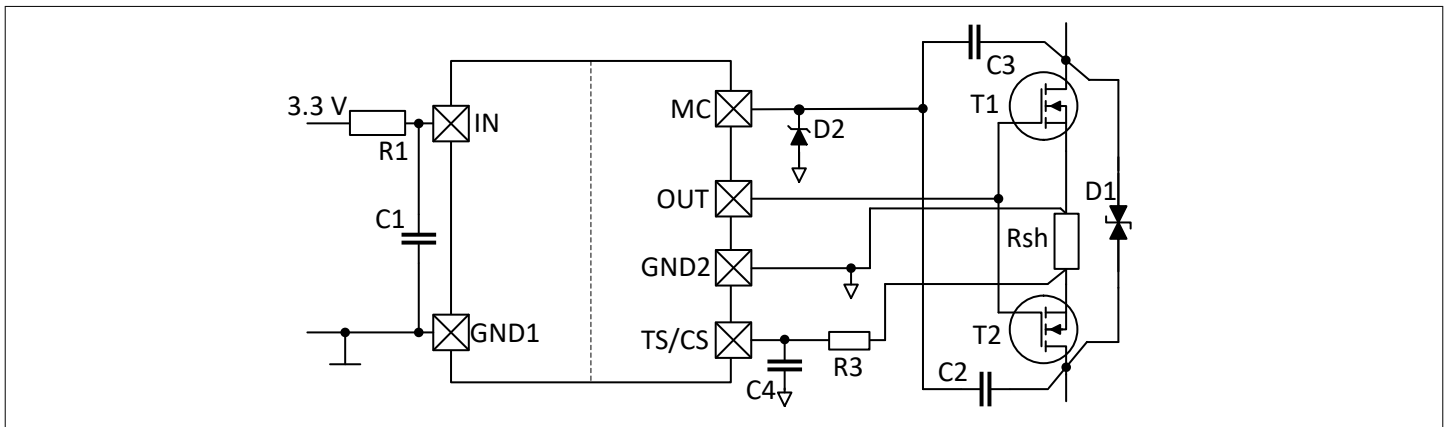 C3
3.3 V
MC
T1
IN
D2
R1
OUT
D1
C1
Rsh
GND2
GND1
TS/CS
T2
R3
C2
C4